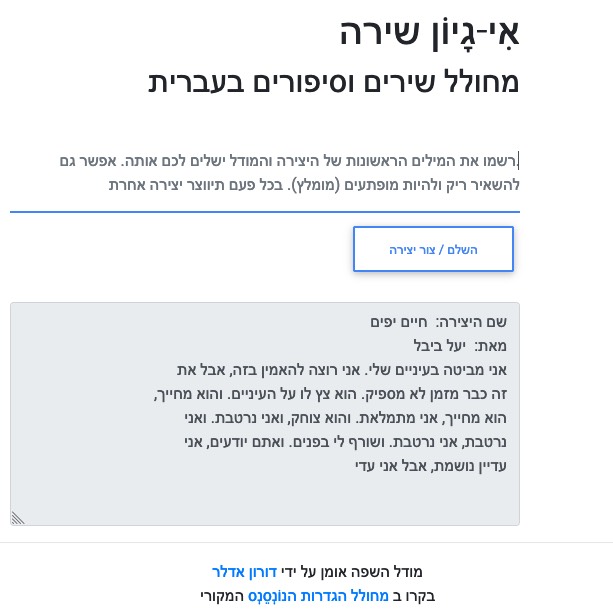 אִי-גָיוֹן שירה
מחולל שירים וסיפורים בעברית
רשמו את המילים הראשונות של היצירה והמודל ישלים לכם אותה. אפשר גם
להשאיר ריק ולהיות מופתעים (מומלץ). בכל פעם תיווצר יצירה אחרת
השלם / צור יצירה
שם היצירה: חיים יפים
מאת: יעל ביבל
אני מביטה בעיניים שלי. אני רוצה להאמין בזה, אבל את
זה כבר מזמן לא מספיק. הוא צץ לו על העיניים. והוא מחייך,
הוא מחייך, אני מתמלאת. והוא צוחק, ואני נרטבת. ואני
נרטבת, אני נרטבת. ושורף לי בפנים. ואתם יודעים, אני
עדיין נושמת, אבל אני עדי
מודל השפה אומן על ידי דורון אדלר
בקרו ב מחולל הגדרות הנוֹנְסֶנְס המקורי